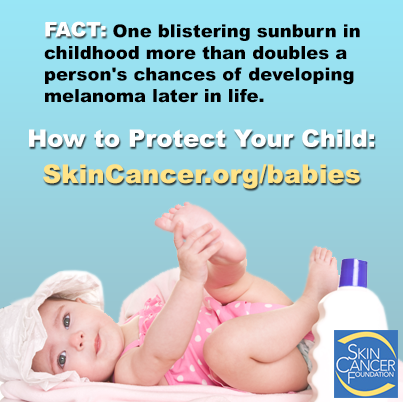 FACT: One blistering sunburn in
childhood more than doubles a
person's chances of developing
melanoma later in life.
How to Protect Your Child:
SkinCancer.org/babies
SKIN
CANCER
FOUNDATION